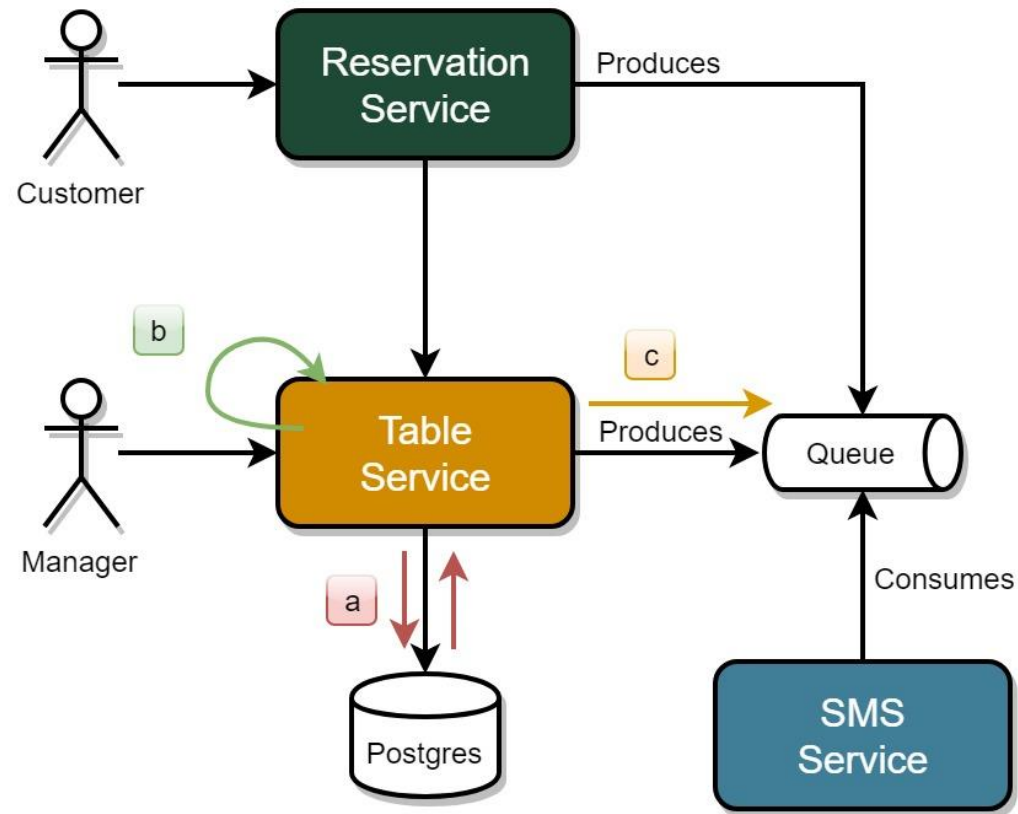 Reservation
Service
Produces
Customer
b
c
Table
Service
Produces
Queue
Manager
a
Consumes
Postgres
SMS
Service